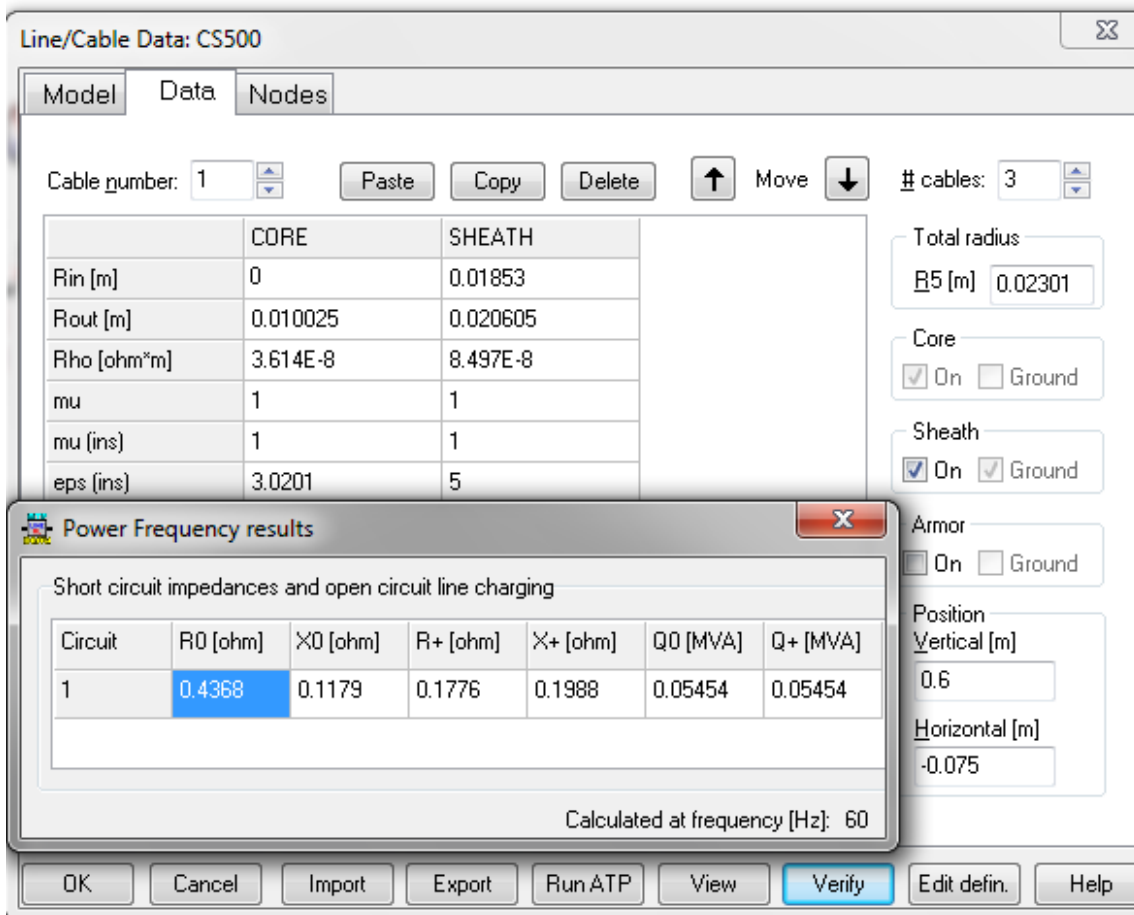 Line/Cable Data: CS500
Model Data Nodes
Cable number: 1 Paste Copy Delete Move # cables: 3
CORE SHEATH
Rin [m] 0 0.01853
Rout [m] 0.010025 0.020605
Rho [ohm*m] 3.614E-8 8.497E-8
mu 1 1
mu (ins) 1 1
eps (ins) 3.0201 5
Total radius
R5 [m] 0.02301
Core
On Ground
Sheath
On Ground
Armor
On Ground
Position
Vertical [m]
0.6
Horizontal [m]
-0.075
Power Frequency results
Short circuit impedances and open circuit line charging
Circuit R0 [ohm] X0 [ohm] R+ [ohm] X+ [ohm] Q0 [MVA] Q+ [MVA]
1 0.4368 0.1179 0.1776 0.1988 0.05454 0.05454
Calculated at frequency [Hz]: 60
OK Cancel Import Export Run ATP View Verify Edit defin. Help